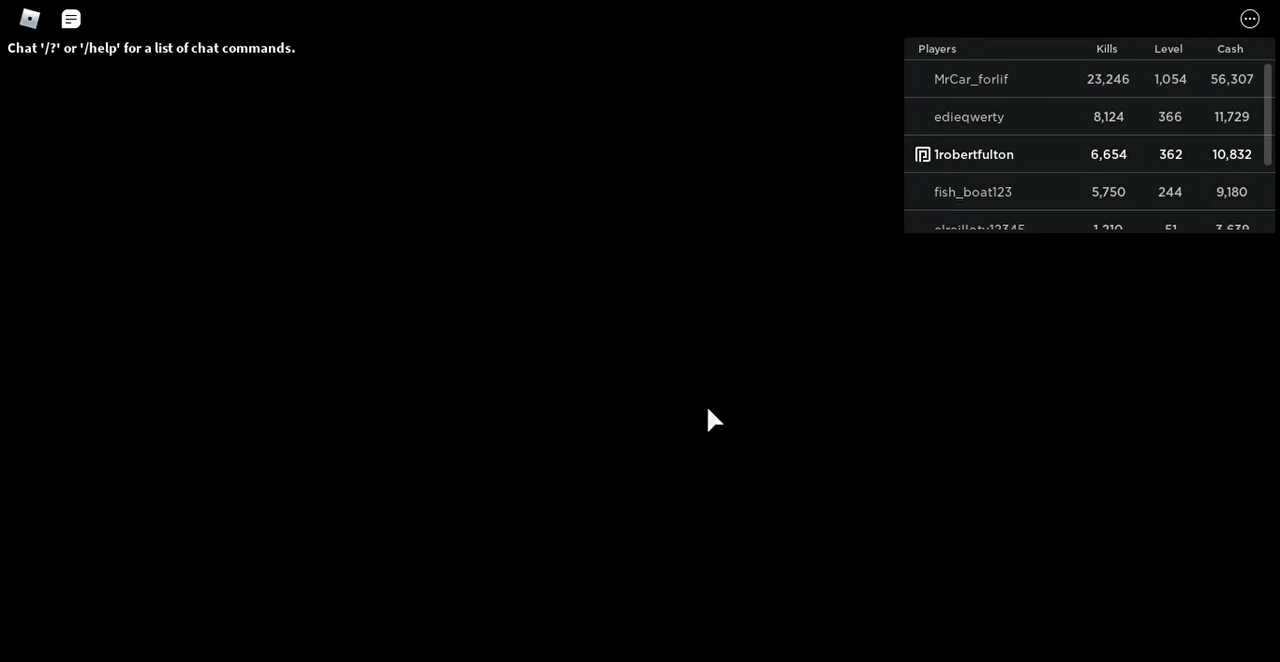 Chat '/?' or '/help' for a list of chat commands.
Players Kills Level Cash
MrCar_forlif 23,246 1,054 56,307
edieqwerty 8,124 366 11,729
1robertfulton 6,654 362 10,832
fish_boat123 5,750 244 9,180